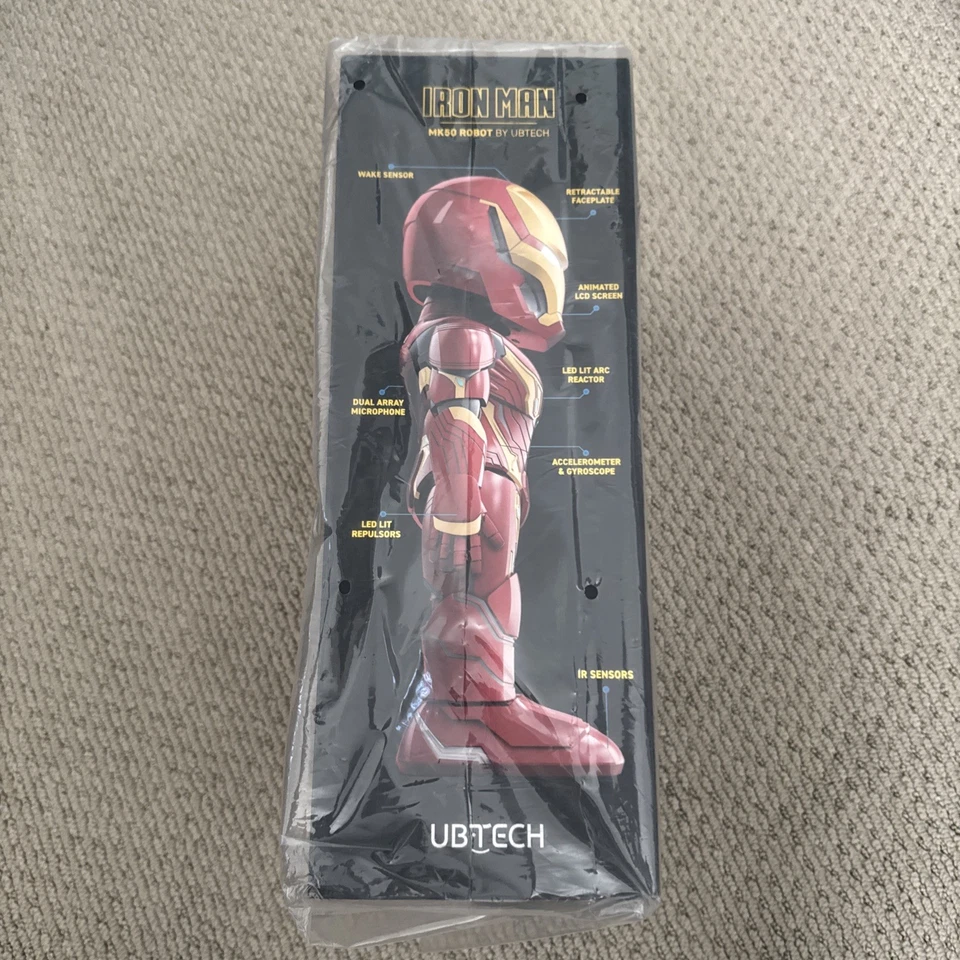 IRON MAN
MK50 ROBOT BY UBTECH
WAKE SENSOR
RETRACTABLE
FACEPLATE
ANIMATED
LCD SCREEN
LED LIT ARC
REACTOR
DUAL ARRAY
MICROPHONE
ACCELEROMETER
& GYROSCOPE
LED LIT
REPULSORS
IR SENSORS
UBTECH